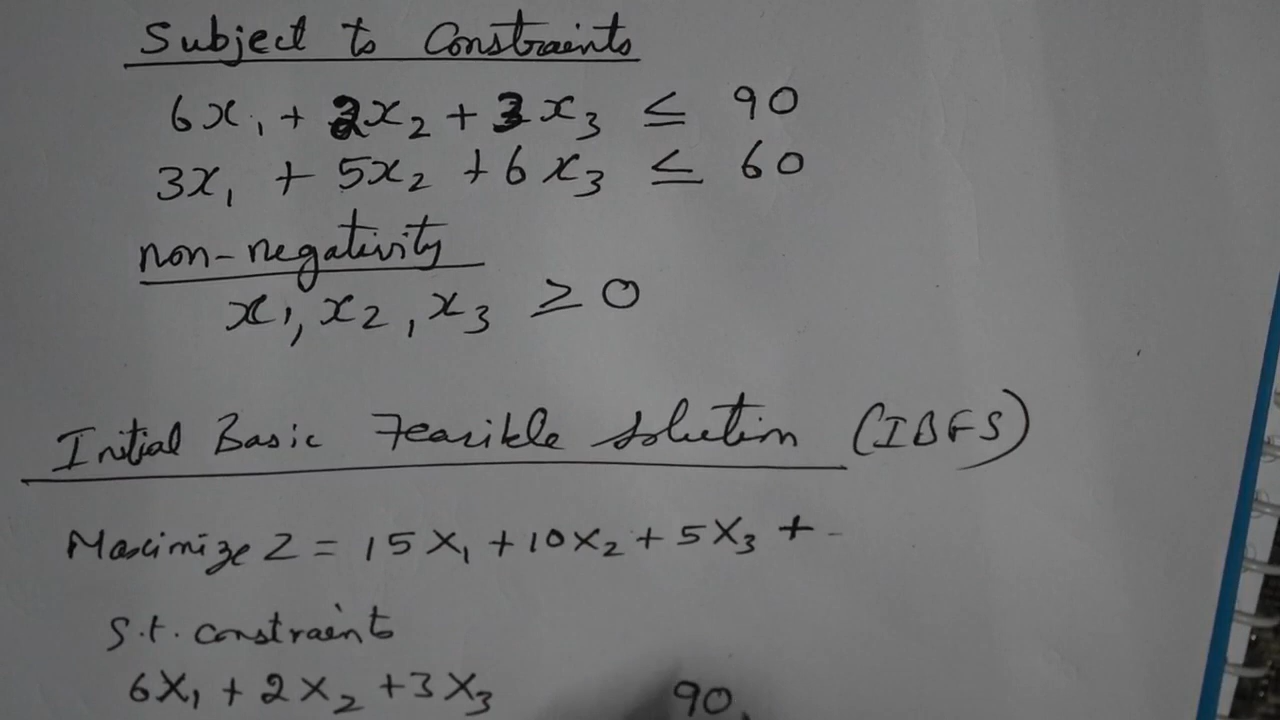 Subject to Constraints
6x₁ + 2x₂ + 3x₃ ≤ 90
3x₁ + 5x₂ + 6x₃ ≤ 60
non-negativity
x₁, x₂, x₃ ≥ 0
Initial Basic Feasible solution (IBFS)
Maximize Z = 15X₁ + 10X₂ + 5X₃ + -
S.t. constraints
6X₁ + 2X₂ + 3X₃ 90